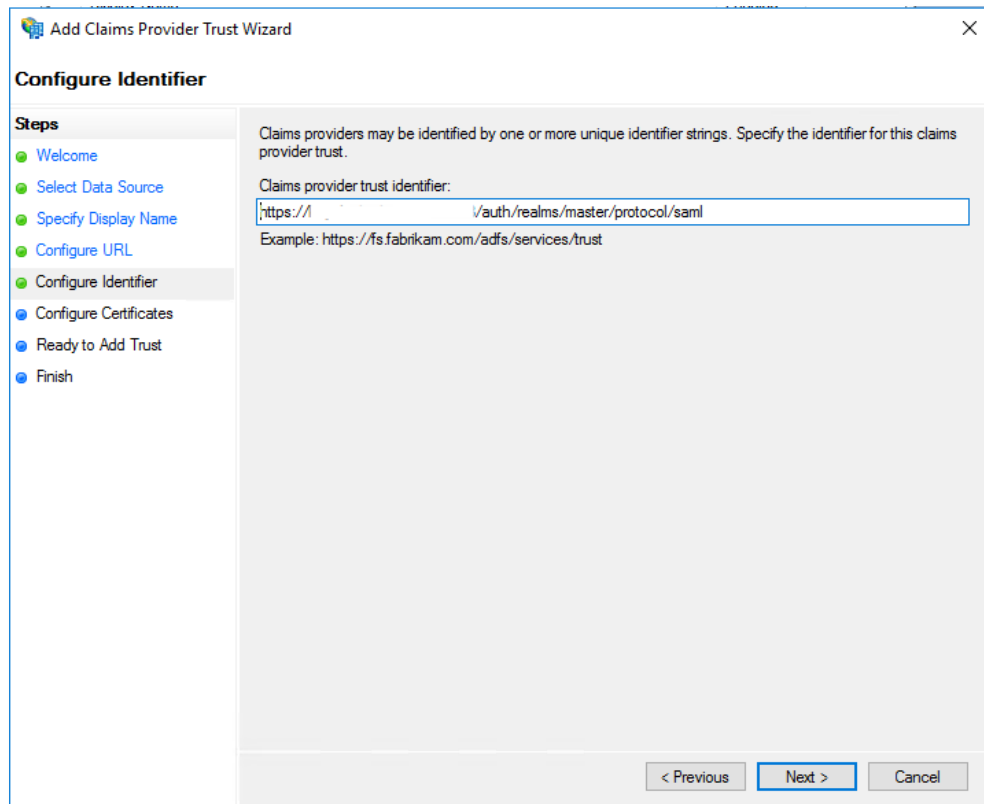 Add Claims Provider Trust Wizard
Configure Identifier
Steps
Welcome
Select Data Source
Specify Display Name
Configure URL
Configure Identifier
Configure Certificates
Ready to Add Trust
Finish
Claims providers may be identified by one or more unique identifier strings. Specify the identifier for this claims
provider trust.
Claims provider trust identifier:
https:// /auth/realms/master/protocol/saml
Example: https://fs.fabrikam.com/adfs/services/trust
< Previous
Next >
Cancel